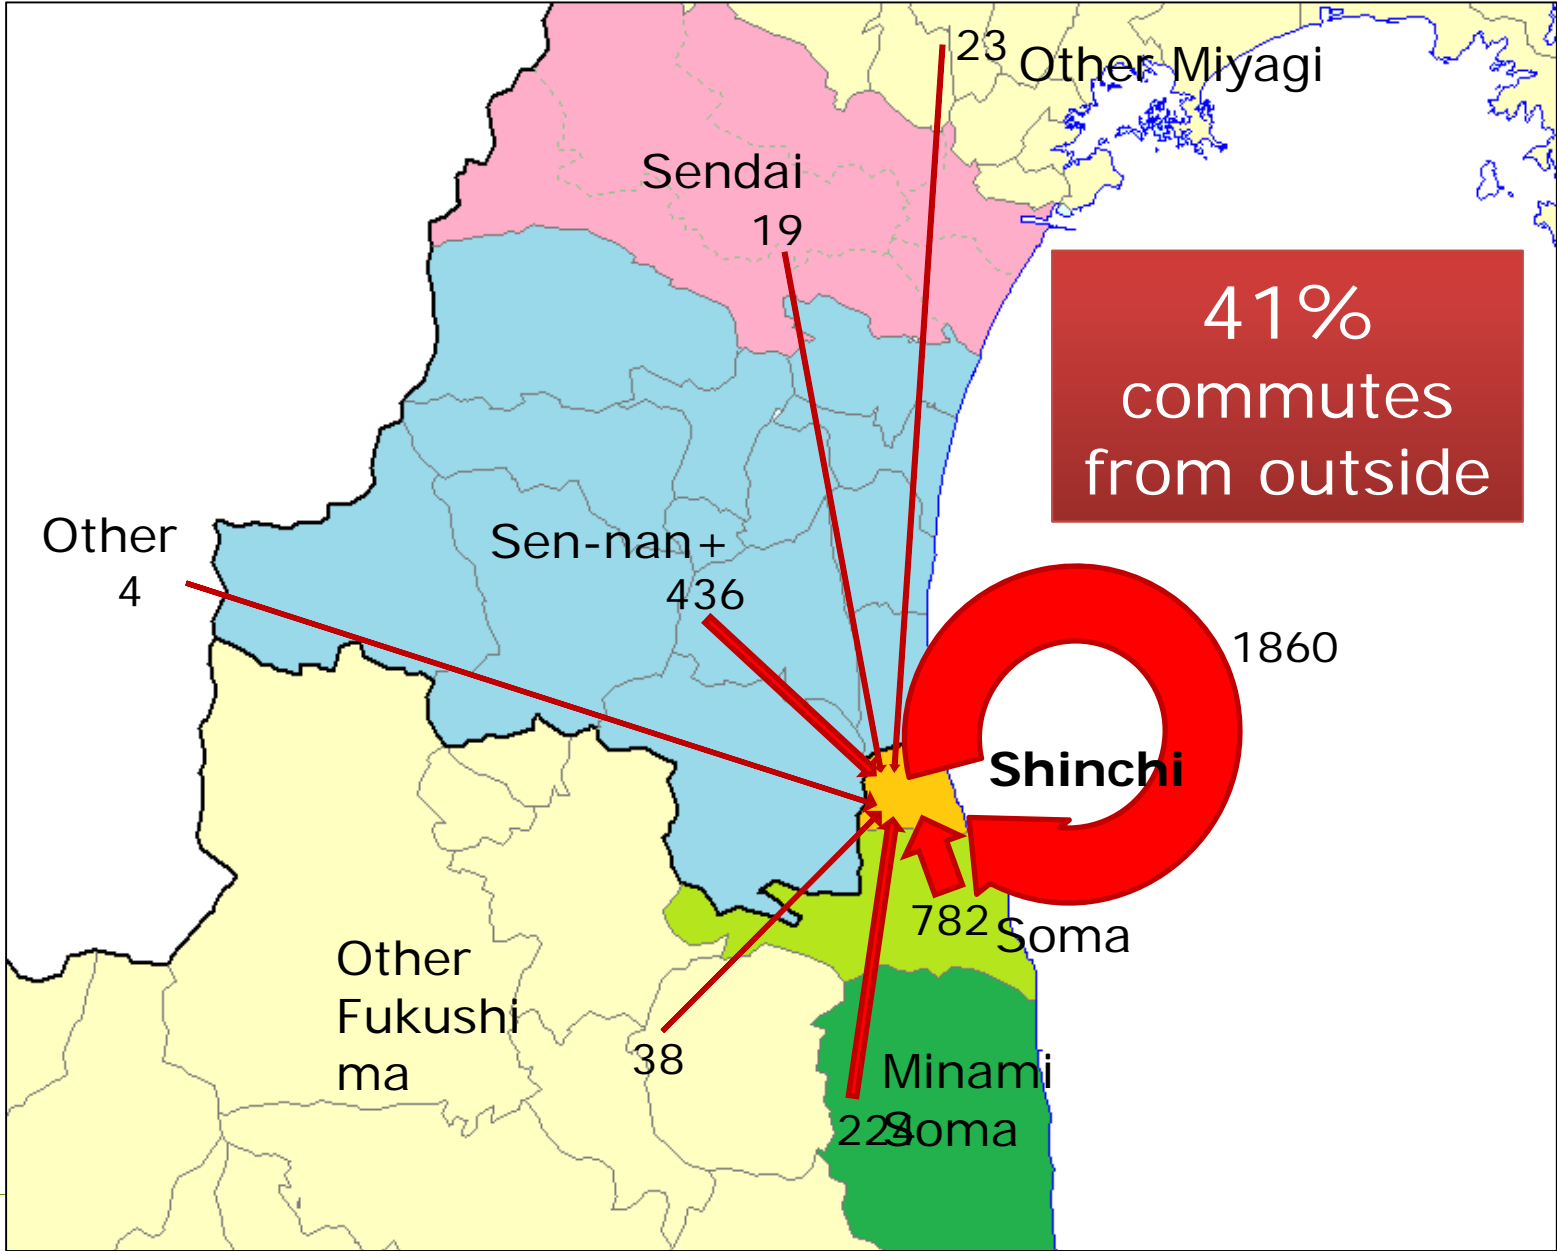 23 Other Miyagi
Sendai
19
41%
commutes
from outside
Other
4
Sen-nan+
436
1860
Shinchi
782 Soma
Other
Fukushi
ma
38
Minami
Soma
224